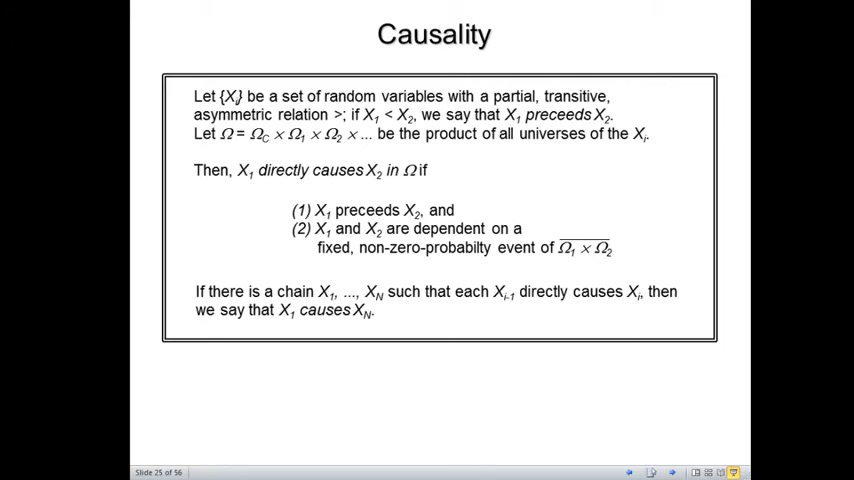 Causality
Let {Xᵢ} be a set of random variables with a partial, transitive,
asymmetric relation >; if X₁ < X₂, we say that X₁ preceeds X₂.
Let Ω = Ω_C × Ω₁ × Ω₂ × ... be the product of all universes of the Xᵢ.
Then, X₁ directly causes X₂ in Ω if
(1) X₁ preceeds X₂, and
(2) X₁ and X₂ are dependent on a
fixed, non-zero-probabilty event of \overline{Ω₁ × Ω₂}
If there is a chain X₁, ..., X_N such that each Xᵢ₋₁ directly causes Xᵢ, then
we say that X₁ causes X_N.
Slide 25 of 56